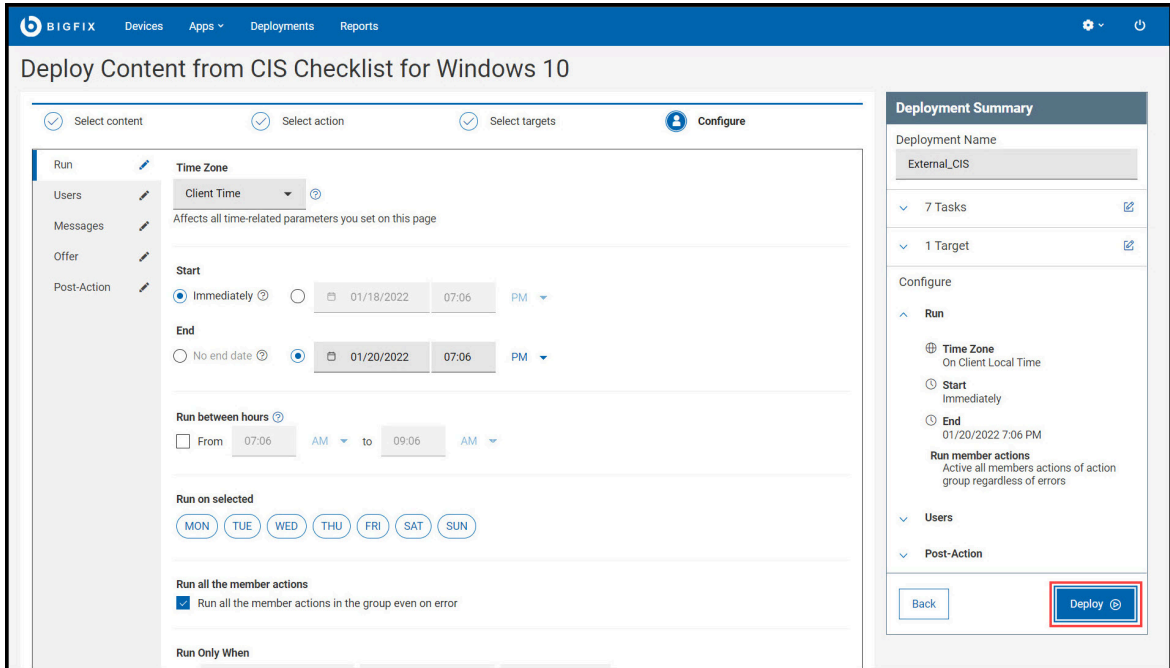 BIGFIX Devices Apps Deployments Reports
Deploy Content from CIS Checklist for Windows 10
Select content Select action Select targets Configure
Run
Users
Messages
Offer
Post-Action
Time Zone
Client Time
Affects all time-related parameters you set on this page
Start
Immediately 01/18/2022 07:06 PM
End
No end date 01/20/2022 07:06 PM
Run between hours
From 07:06 AM to 09:06 AM
Run on selected
MON TUE WED THU FRI SAT SUN
Run all the member actions
Run all the member actions in the group even on error
Run Only When
Deployment Summary
Deployment Name
External_CIS
7 Tasks
1 Target
Configure
Run
Time Zone
On Client Local Time
Start
Immediately
End
01/20/2022 7:06 PM
Run member actions
Active all members actions of action
group regardless of errors
Users
Post-Action
Back Deploy